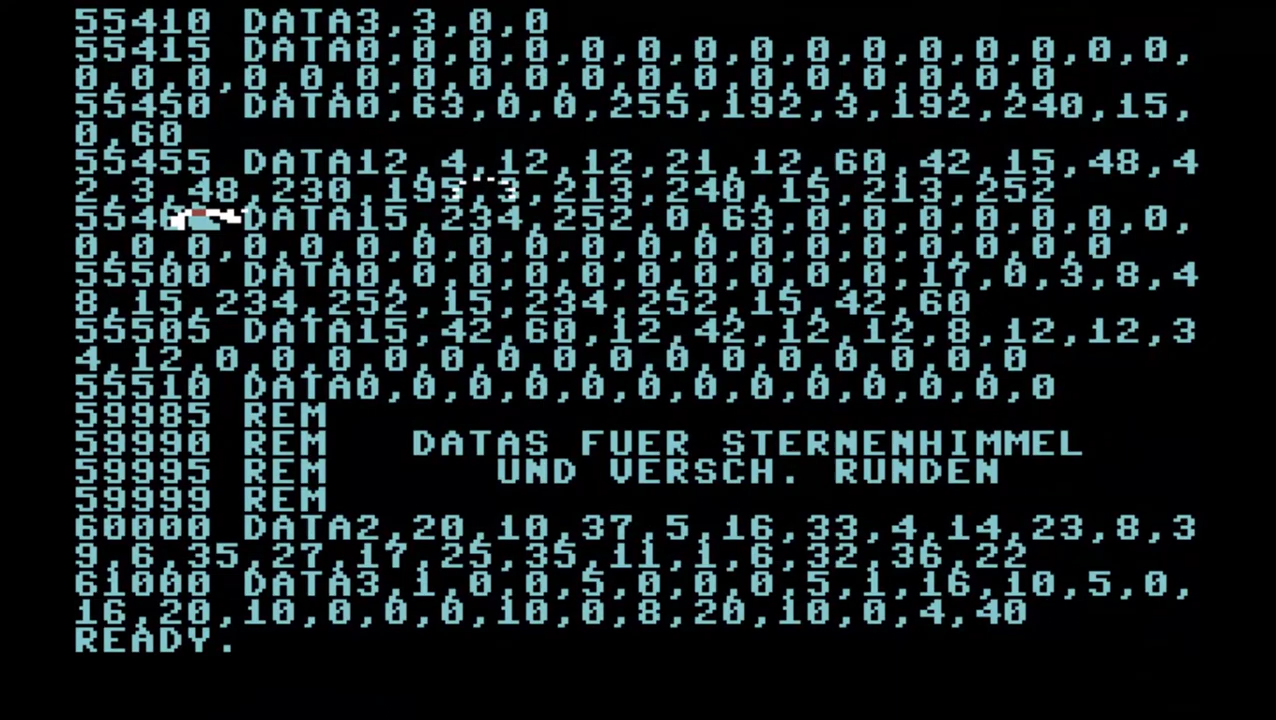 55410 DATA3,3,0,0
55415 DATA0,0,0,0,0,0,0,0,0,0,0,0,0,0,0,
0,0,0,0,0,0,0,0,0,0,0,0,0,0,0,0,0,0
55450 DATA0,63,0,0,255,192,3,192,240,15,
0,60
55455 DATA12,4,12,12,21,12,60,42,15,48,4
2,3,48,230,195,3,213,240,15,213,252
DATA15,234,252,0,63,0,0,0,0,0,0,0,
0,0,0,0,0,0,0,0,0,0,0,0,0,0,0,0,0,0,0
55500 DATA0,0,0,0,0,0,0,0,0,0,17,0,3,8,4
8,15,234,252,15,234,252,15,42,60
55505 DATA15,42,60,12,42,12,12,8,12,12,3
4,12,0,0,0,0,0,0,0,0,0,0,0,0,0,0,0
55510 DATA0,0,0,0,0,0,0,0,0,0,0,0,0
59985 REM
59990 REM DATAS FUER STERNENHIMMEL
59995 REM UND VERSCH. RUNDEN
59999 REM
60000 DATA2,20,10,37,5,16,33,4,14,23,8,3
9,6,35,27,17,25,35,11,1,6,32,36,22
61000 DATA3,1,0,0,5,0,0,0,5,1,16,10,5,0,
16,20,10,0,0,0,10,0,8,20,10,0,4,40
READY.